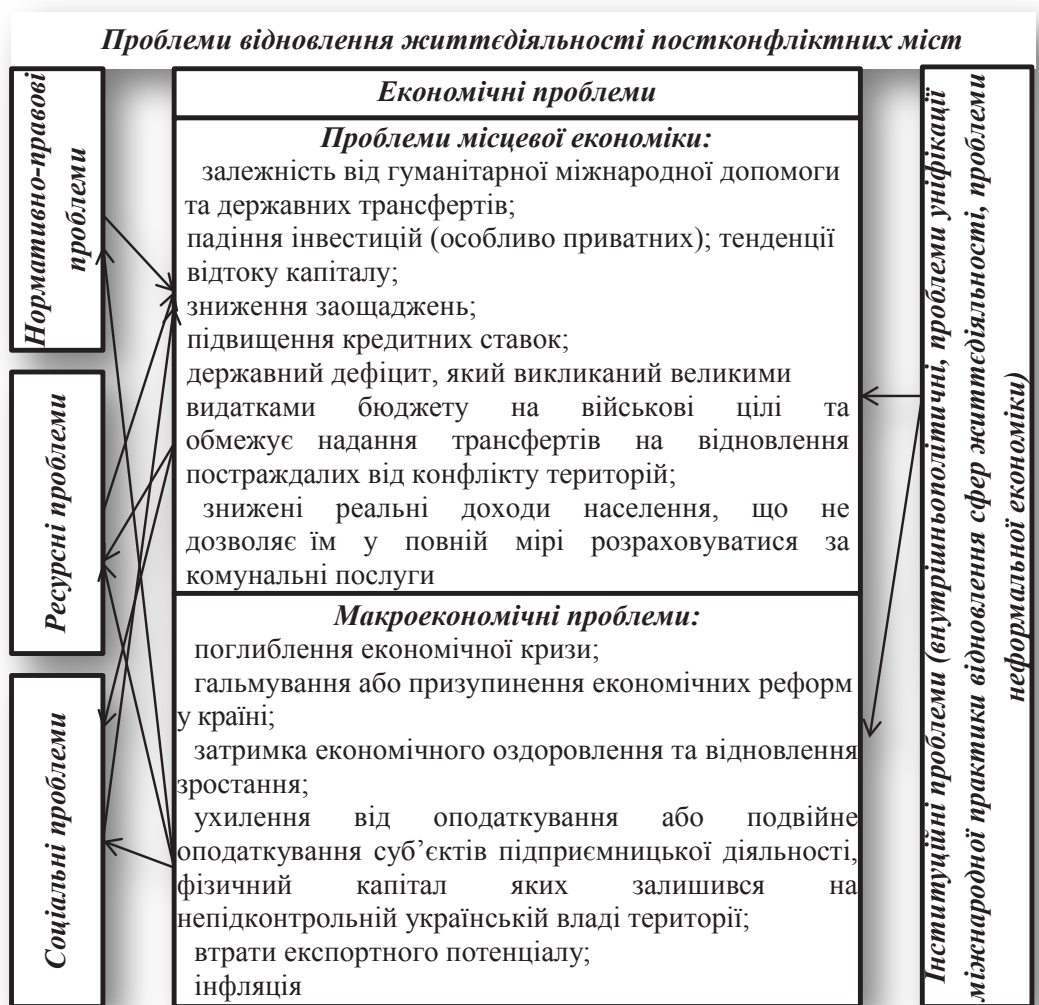 Проблеми відновлення життєдіяльності постконфліктних міст
Нормативно-правові
проблеми
Ресурсні проблеми
Соціальні проблеми
Економічні проблеми
Проблеми місцевої економіки:
залежність від гуманітарної міжнародної допомоги
та державних трансфертів;
падіння інвестицій (особливо приватних); тенденції
відтоку капіталу;
зниження заощаджень;
підвищення кредитних ставок;
державний дефіцит, який викликаний великими
видатками бюджету на військові цілі та
обмежує надання трансфертів на відновлення
постраждалих від конфлікту територій;
знижені реальні доходи населення, що не
дозволяє їм у повній мірі розраховуватися за
комунальні послуги
Макроекономічні проблеми:
поглиблення економічної кризи;
гальмування або призупинення економічних реформ
у країні;
затримка економічного оздоровлення та відновлення
зростання;
ухилення від оподаткування або подвійне
оподаткування суб’єктів підприємницької діяльності,
фізичний капітал яких залишився на
непідконтрольній українській владі території;
втрати експортного потенціалу;
інфляція
Інституційні проблеми (внутрішньополітичні, проблеми уніфікації
міжнародної практики відновлення сфер життєдіяльності, проблеми
неформальної економіки)